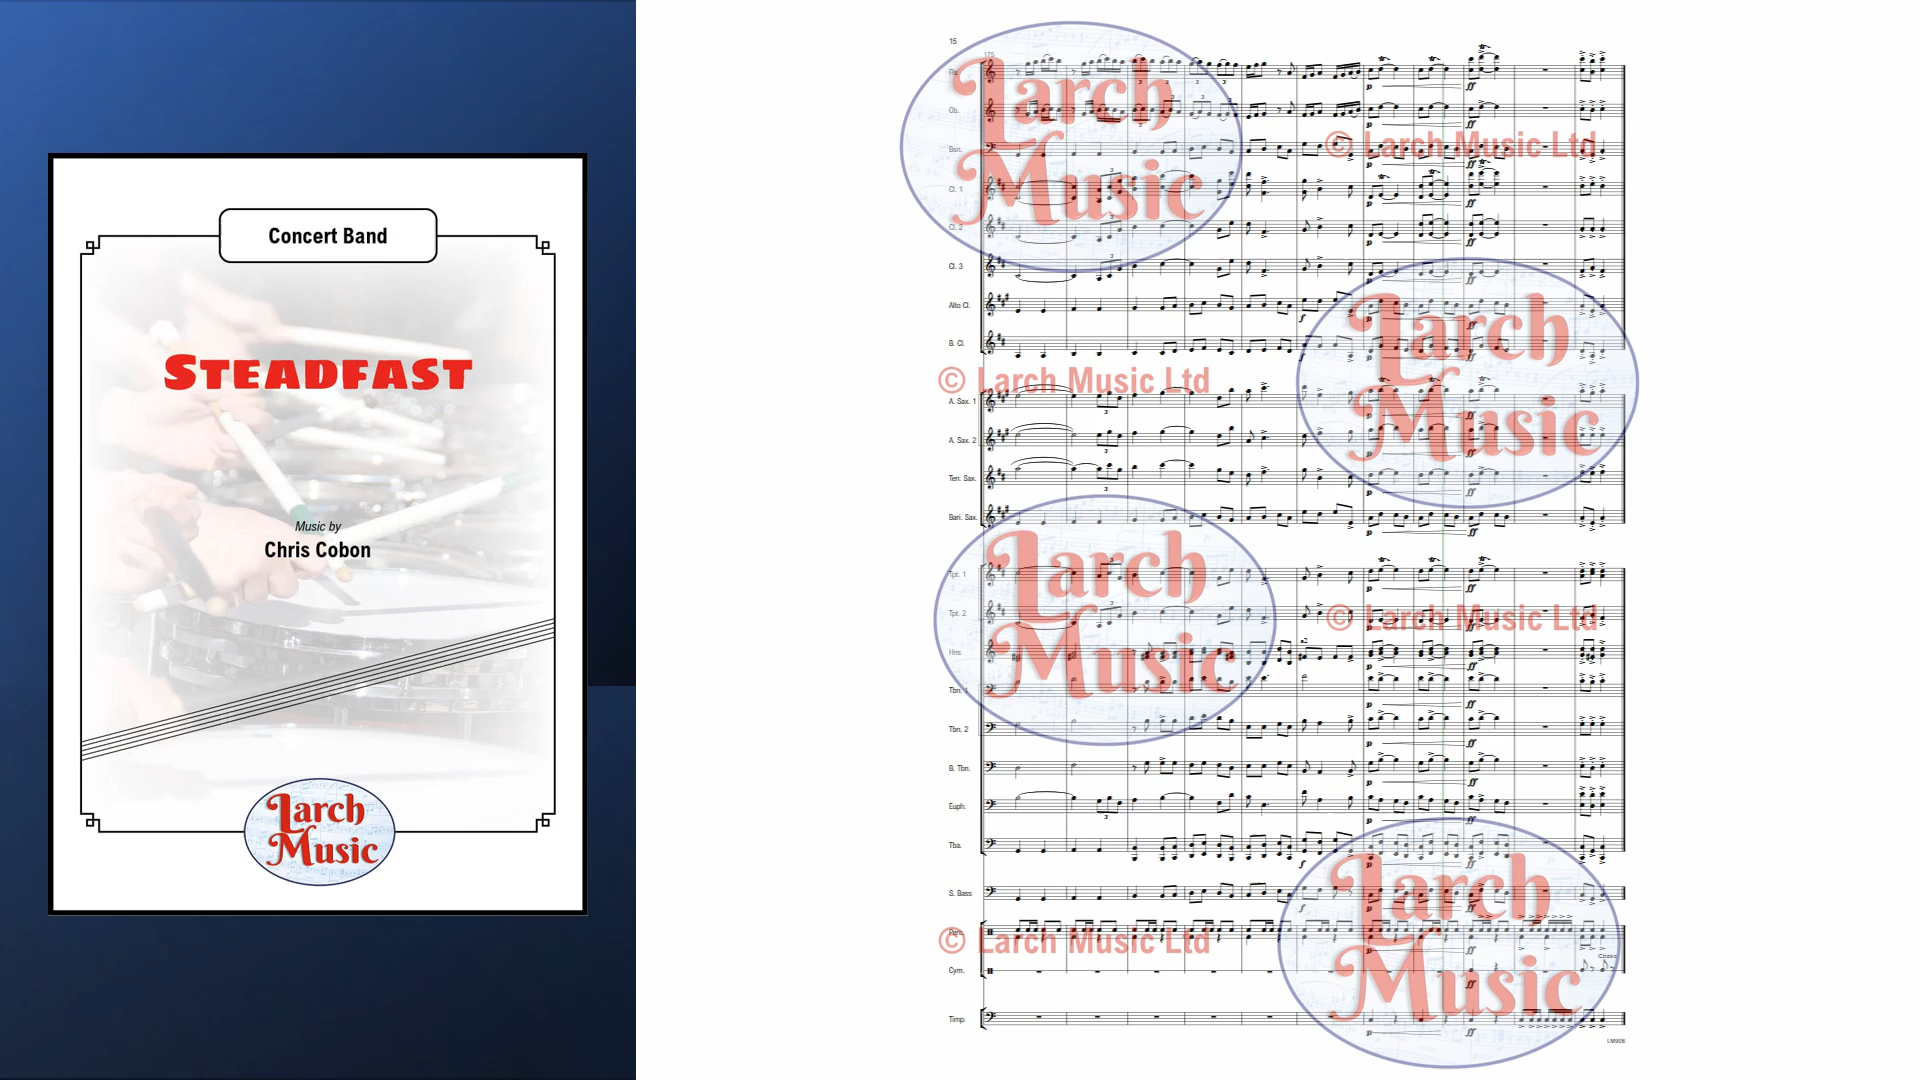 Concert Band
STEADFAST
Music by
Chris Cobon
Larch
Music
15
175
Fls
Ob.
Bsn.
Cl. 1
Cl. 2
Cl. 3
Alto Cl.
B. Cl.
A. Sax. 1
A. Sax. 2
Ten. Sax.
Bari. Sax.
Tpt. 1
Tpt. 2
Hns
Tbn. 1
Tbn. 2
B. Tbn.
Euph.
Tba.
S. Bass
Perc.
Cym.
Timp.
Larch
Music
© Larch Music Ltd
Larch
Music
© Larch Music Ltd
Larch
Music
© Larch Music Ltd
Larch
Music
© Larch Music Ltd
LM908